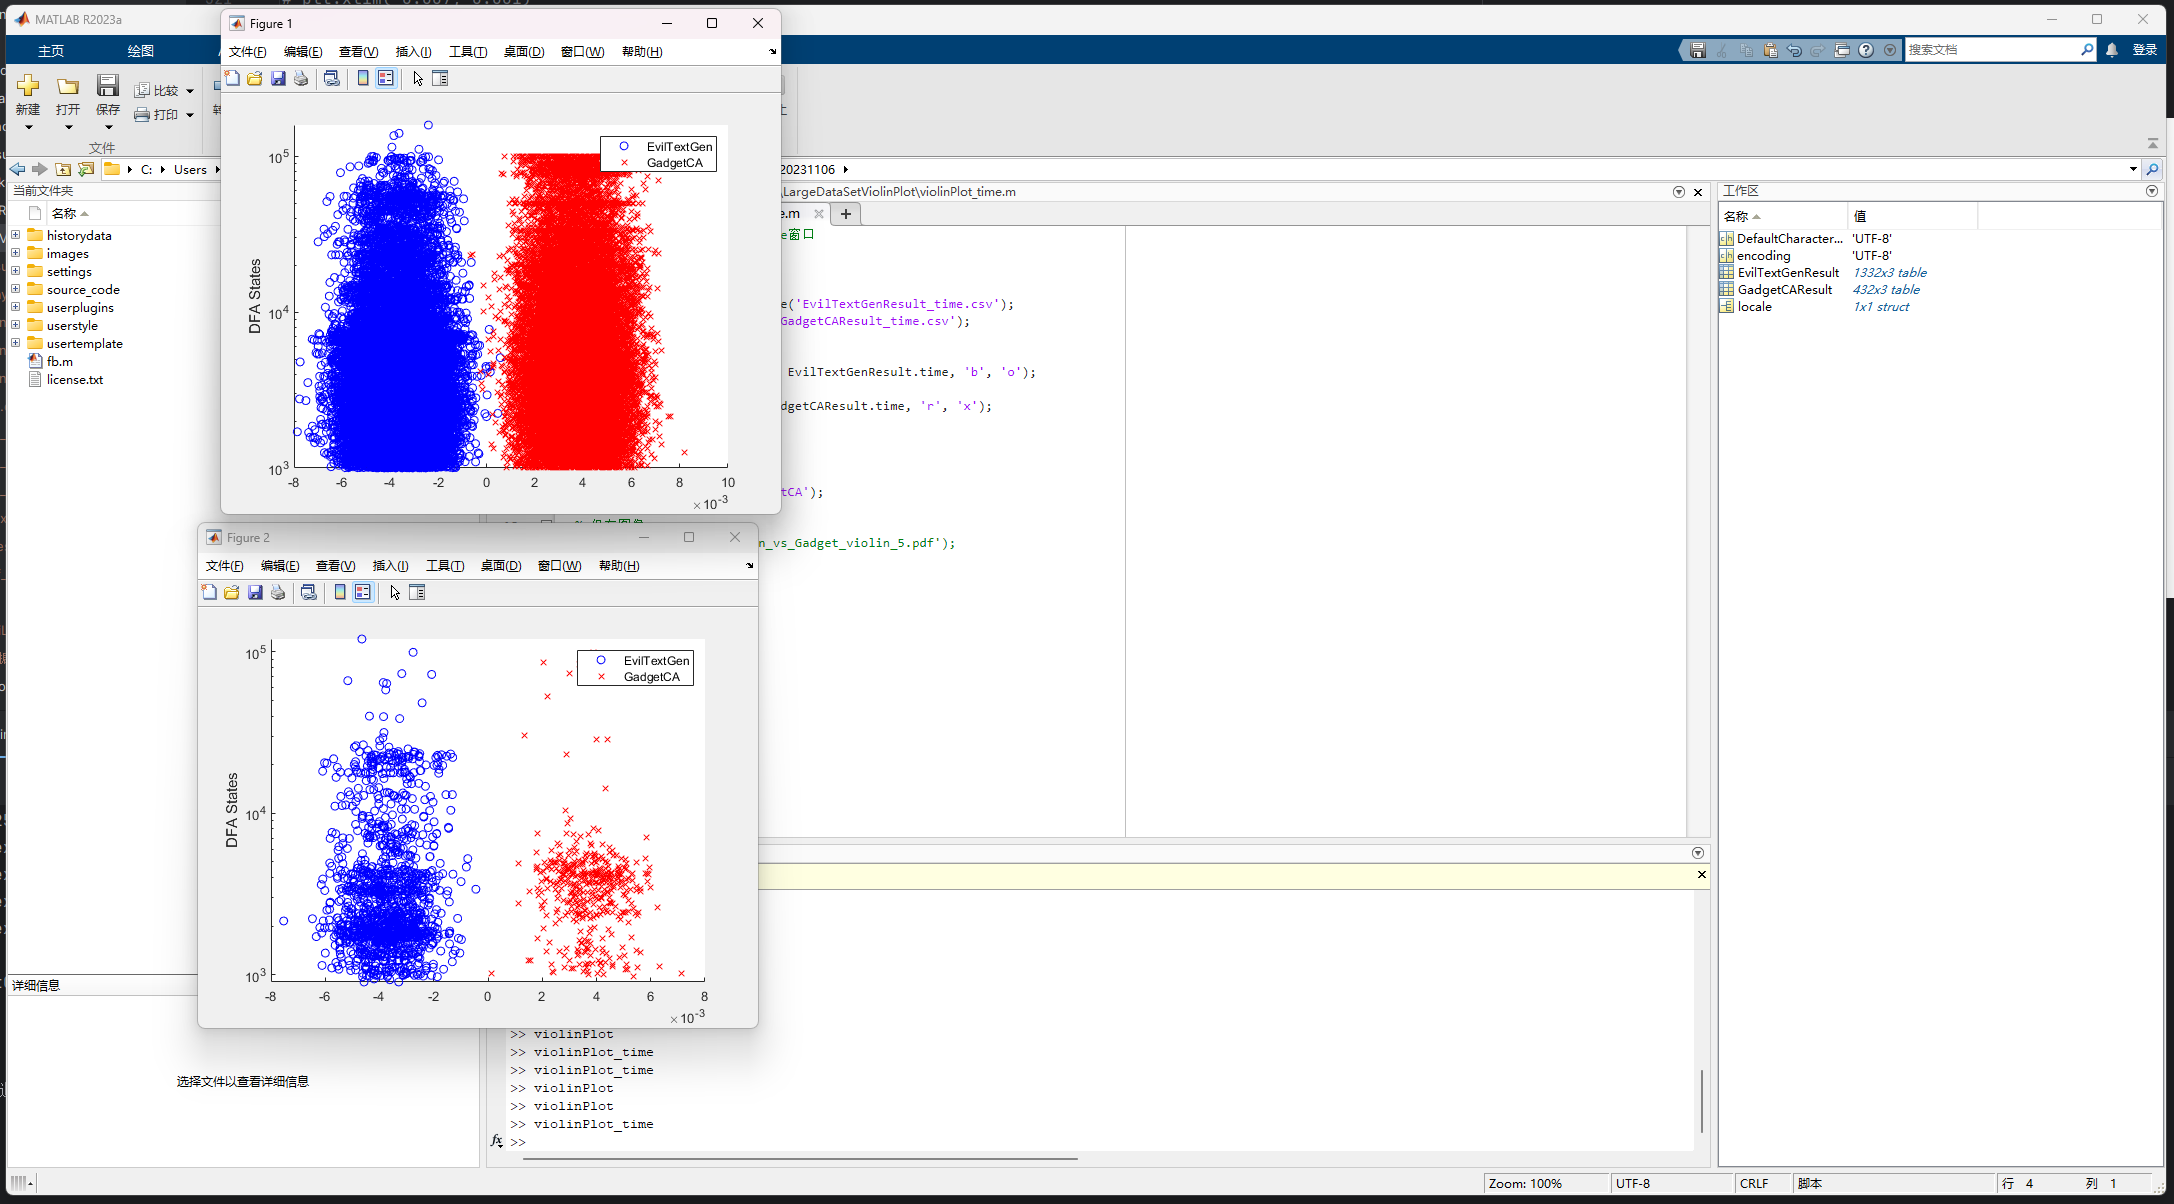 MATLAB R2023a
主页
绘图
搜索文档
登录
新建
打开
保存
比较
打印
文件
C:
Users
20231106
当前文件夹
名称
historydata
images
settings
source_code
userplugins
userstyle
usertemplate
fb.m
license.txt
详细信息
选择文件以查看详细信息
Figure 1
文件(F) 编辑(E) 查看(V) 插入(I) 工具(T) 桌面(D) 窗口(W) 帮助(H)
EvilTextGen
GadgetCA
DFA States
10^5
10^4
10^3
-8 -6 -4 -2 0 2 4 6 8 10
×10^-3
Figure 2
文件(F) 编辑(E) 查看(V) 插入(I) 工具(T) 桌面(D) 窗口(W) 帮助(H)
EvilTextGen
GadgetCA
DFA States
10^5
10^4
10^3
-8 -6 -4 -2 0 2 4 6 8
×10^-3
\LargeDataSetViolinPlot\violinPlot_time.m
e.m
e窗口
e('EvilTextGenResult_time.csv');
GadgetCAResult_time.csv');
EvilTextGenResult.time, 'b', 'o');
dgetCAResult.time, 'r', 'x');
tCA');
n_vs_Gadget_violin_5.pdf');
>> violinPlot
>> violinPlot_time
>> violinPlot_time
>> violinPlot
>> violinPlot
>> violinPlot_time
fx >>
工作区
名称 值
DefaultCharacter... 'UTF-8'
encoding 'UTF-8'
EvilTextGenResult 1332x3 table
GadgetCAResult 432x3 table
locale 1x1 struct
Zoom: 100% UTF-8 CRLF 脚本 行 4 列 1